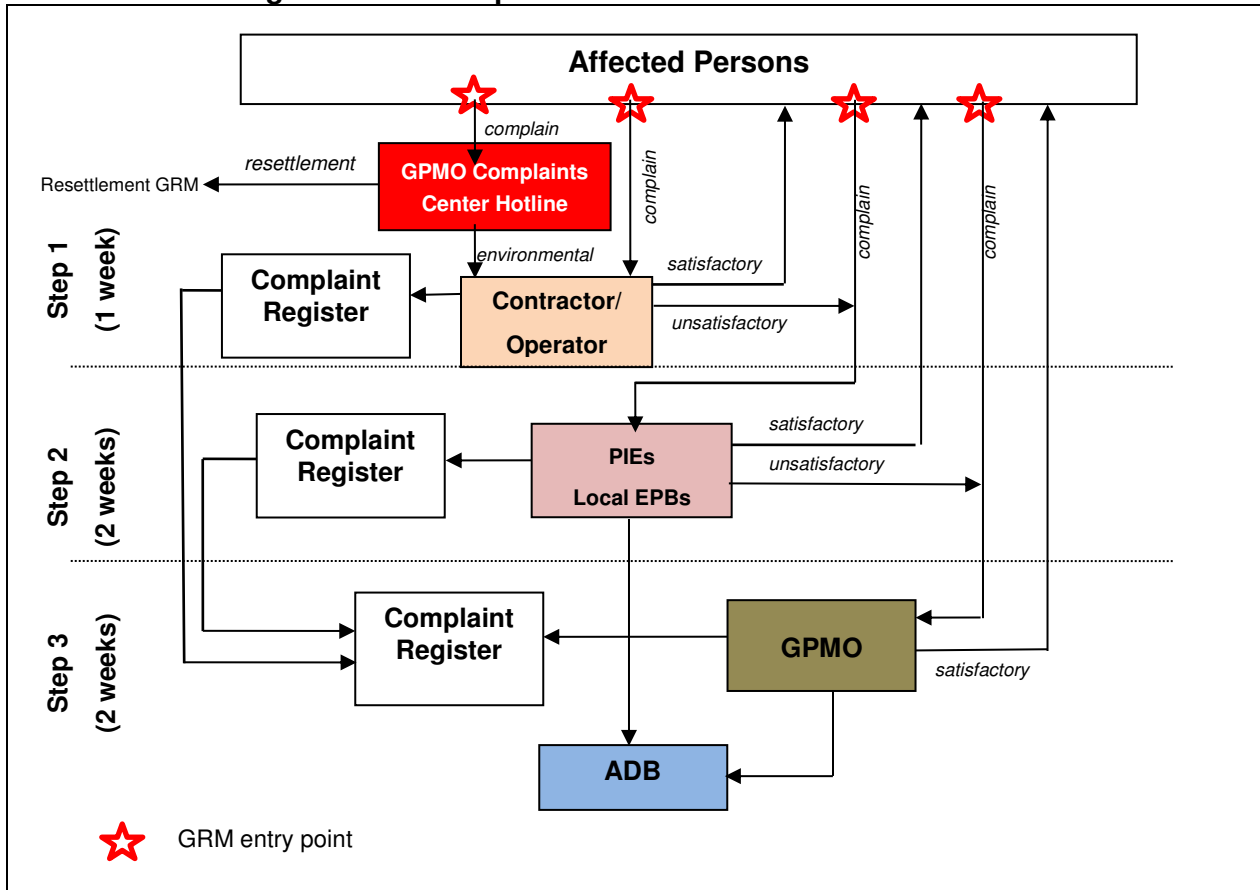 Affected Persons
complain
resettlement
GPMO Complaints
Center Hotline
Resettlement GRM
complain
complain
complain
Step 1
(1 week)
environmental
Complaint
Register
Contractor/
Operator
satisfactory
unsatisfactory
Step 2
(2 weeks)
Complaint
Register
PIEs
Local EPBs
satisfactory
unsatisfactory
Step 3
(2 weeks)
Complaint
Register
GPMO
satisfactory
ADB
GRM entry point